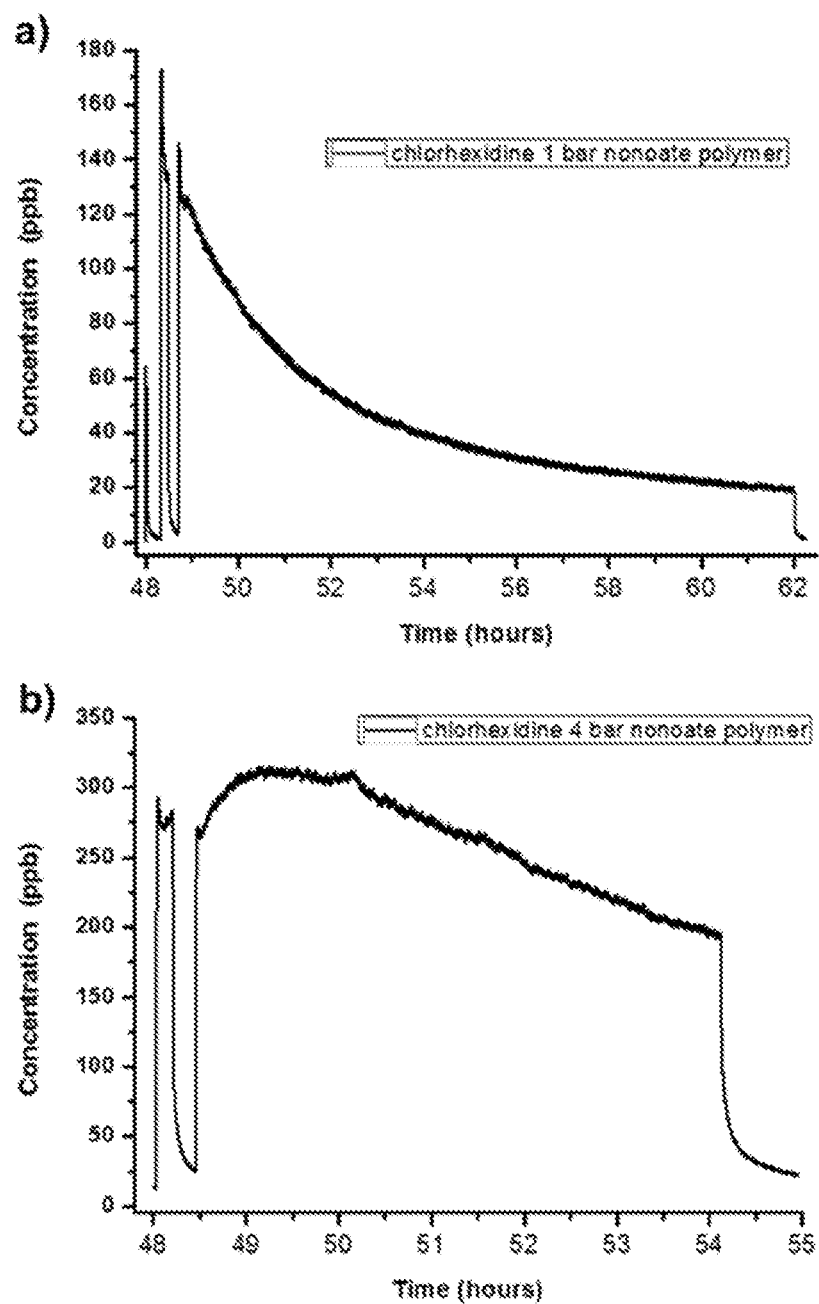 a)
180
160
140
120
100
80
60
40
20
0
Concentration (ppb)
chlorhexidine 1 bar nonoate polymer
48 50 52 54 56 58 60 62
Time (hours)
b)
350
300
250
200
150
100
50
0
Concentration (ppb)
chlorhexidine 4 bar nonoate polymer
48 49 50 51 52 53 54 55
Time (hours)